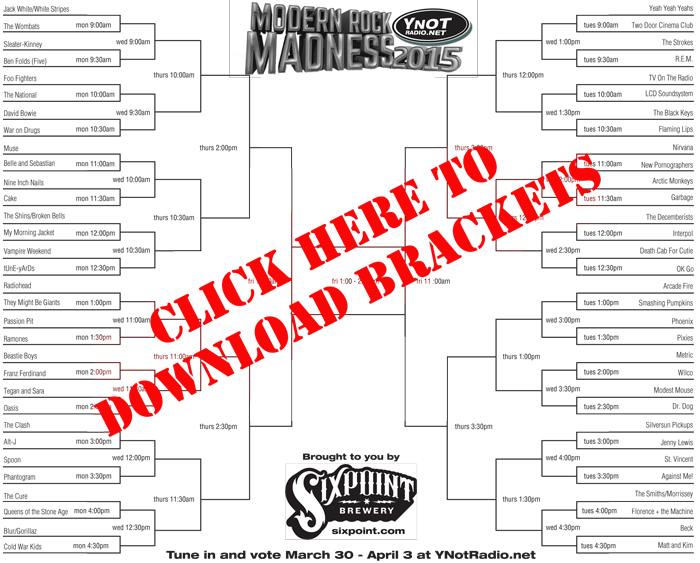 MODERN ROCK
MADNESS 2015
YNOT
RADIO.NET
Jack White/White Stripes
The Wombats
mon 9:00am
Sleater-Kinney
wed 9:00am
Ben Folds (Five)
mon 9:30am
thurs 10:00am
Foo Fighters
The National
mon 10:00am
David Bowie
wed 9:30am
War on Drugs
mon 10:30am
thurs 2:00pm
Muse
Belle and Sebastian
mon 11:00am
Nine Inch Nails
wed 10:00am
Cake
mon 11:30am
thurs 10:30am
The Shins/Broken Bells
My Morning Jacket
mon 12:00pm
Vampire Weekend
wed 10:30am
tUnE-yArDs
mon 12:30pm
Radiohead
They Might Be Giants
mon 1:00pm
Passion Pit
wed 11:00am
Ramones
mon 1:30pm
thurs 11:00am
Beastie Boys
Franz Ferdinand
mon 2:00pm
Tegan and Sara
wed
Oasis
mon
thurs 2:30pm
The Clash
Alt-J
mon 3:00pm
Spoon
wed 12:00pm
Phantogram
mon 3:30pm
thurs 11:30am
The Cure
Queens of the Stone Age
mon 4:00pm
Blur/Gorillaz
wed 12:30pm
Cold War Kids
mon 4:30pm
CLICK HERE TO
DOWNLOAD BRACKETS
fri
fri 1:00 - 2
fri 11:00am
Yeah Yeah Yeahs
tues 9:00am
Two Door Cinema Club
wed 1:00pm
The Strokes
tues 9:30am
R.E.M.
thurs 12:00pm
TV On The Radio
tues 10:00am
LCD Soundsystem
wed 1:30pm
The Black Keys
tues 10:30am
Flaming Lips
thurs
Nirvana
tues 11:00am
New Pornographers
Arctic Monkeys
tues 11:30am
Garbage
The Decemberists
tues 12:00pm
Interpol
wed 2:30pm
Death Cab For Cutie
tues 12:30pm
OK Go
Arcade Fire
tues 1:00pm
Smashing Pumpkins
wed 3:00pm
Phoenix
tues 1:30pm
Pixies
thurs 1:00pm
Metric
tues 2:00pm
Wilco
wed 3:30pm
Modest Mouse
tues 2:30pm
Dr. Dog
thurs 3:30pm
Silversun Pickups
tues 3:00pm
Jenny Lewis
wed 4:00pm
St. Vincent
tues 3:30pm
Against Me!
thurs 1:30pm
The Smiths/Morrissey
tues 4:00pm
Florence + the Machine
wed 4:30pm
Beck
tues 4:30pm
Matt and Kim
Brought to you by
SIXPOINT
BREWERY
sixpoint.com
Tune in and vote March 30 - April 3 at YNotRadio.net